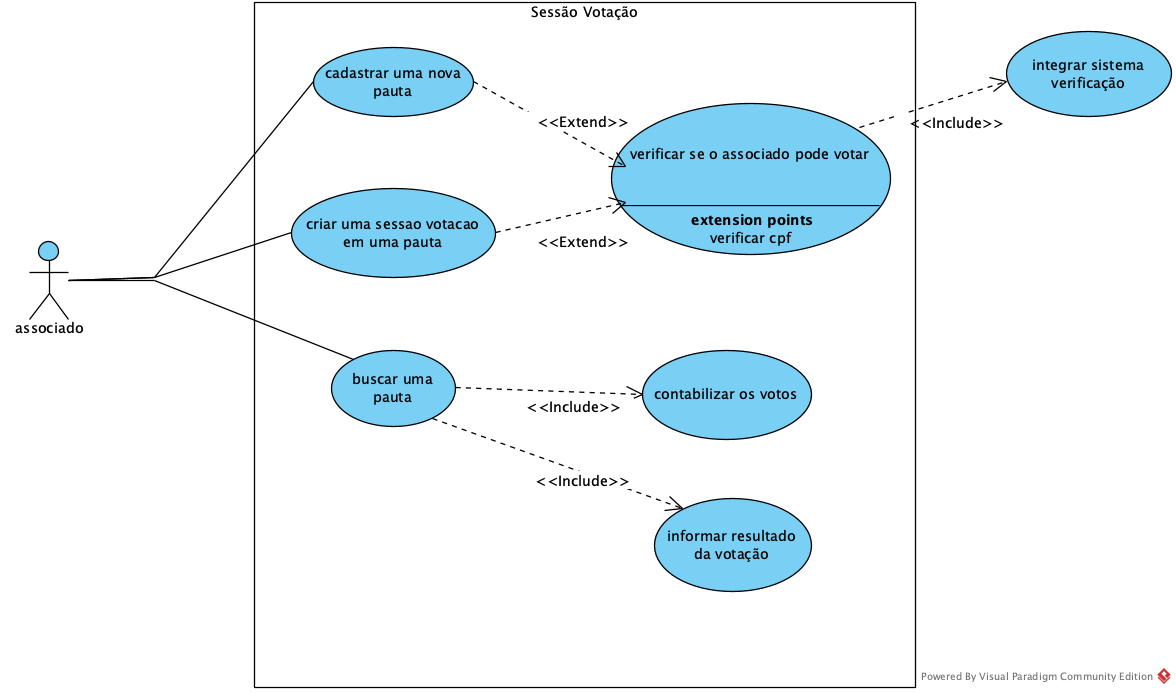 Sessão Votação
cadastrar uma nova
pauta
integrar sistema
verificação
<<Extend>>
<<Include>>
verificar se o associado pode votar
extension points
verificar cpf
criar uma sessao votacao
em uma pauta
<<Extend>>
associado
buscar uma
pauta
<<Include>>
contabilizar os votos
<<Include>>
informar resultado
da votação
Powered By Visual Paradigm Community Edition